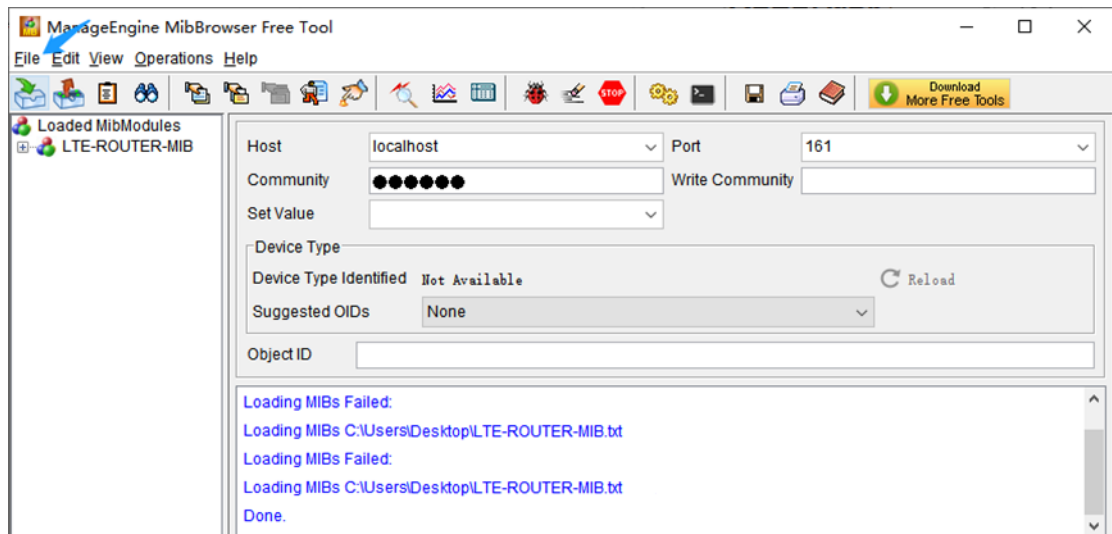 ManageEngine MibBrowser Free Tool
File Edit View Operations Help
STOP
Download
More Free Tools
Loaded MibModules
LTE-ROUTER-MIB
Host localhost Port 161
Community ●●●●●● Write Community
Set Value
Device Type
Device Type Identified Not Available Reload
Suggested OIDs None
Object ID
Loading MIBs Failed:
Loading MIBs C:\Users\Desktop\LTE-ROUTER-MIB.txt
Loading MIBs Failed:
Loading MIBs C:\Users\Desktop\LTE-ROUTER-MIB.txt
Done.